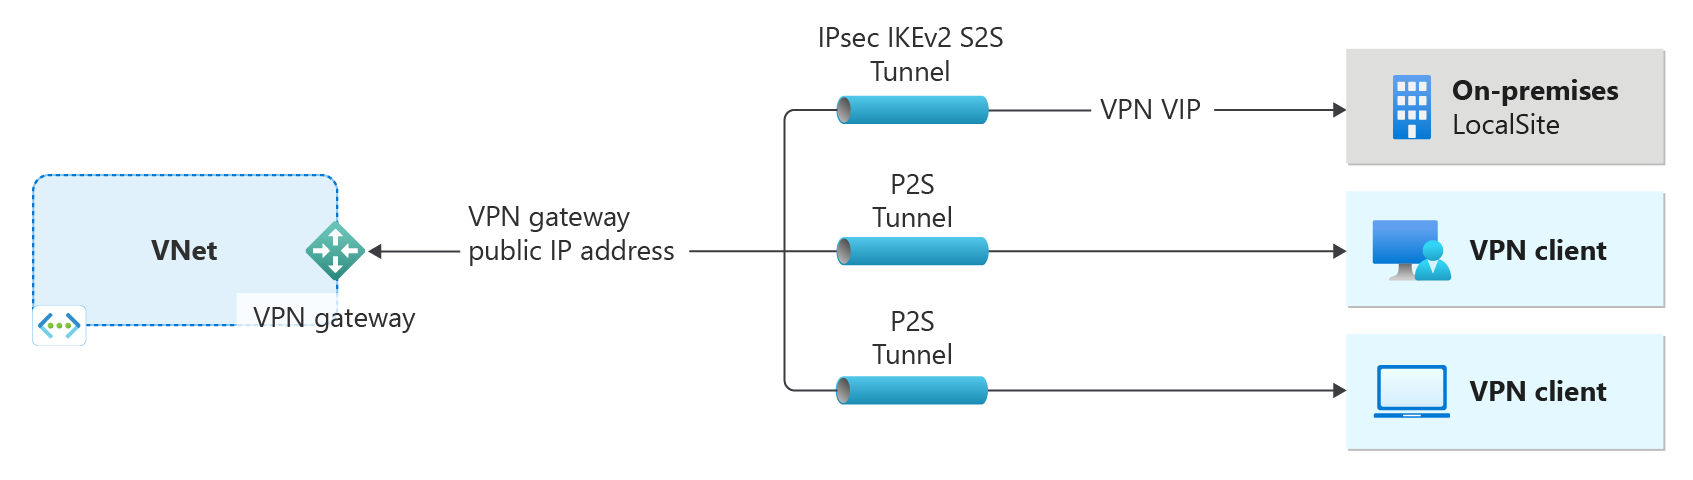 VNet
VPN gateway
VPN gateway
public IP address
IPsec IKEv2 S2S
Tunnel
VPN VIP
On-premises
LocalSite
P2S
Tunnel
VPN client
P2S
Tunnel
VPN client